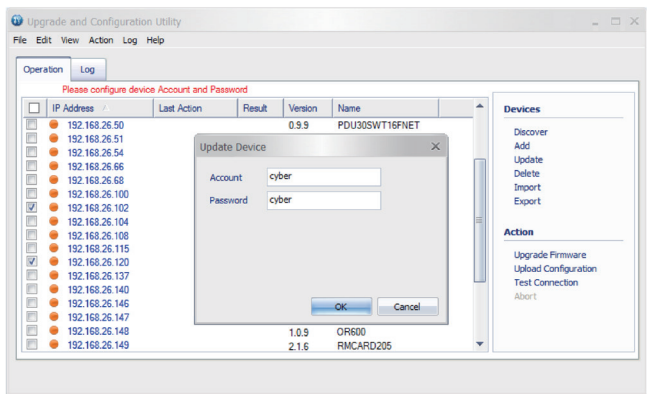 Upgrade and Configuration Utility
File Edit View Action Log Help
Operation Log
Please configure device Account and Password
IP Address Last Action Result Version Name
192.168.26.50 0.9.9 PDU30SWT16FNET
192.168.26.51
192.168.26.54
192.168.26.66
192.168.26.68
192.168.26.100
192.168.26.102
192.168.26.104
192.168.26.108
192.168.26.115
192.168.26.120
192.168.26.137
192.168.26.140
192.168.26.146
192.168.26.147
192.168.26.148 1.0.9 OR600
192.168.26.149 2.1.6 RMCARD205
Update Device
Account cyber
Password cyber
OK Cancel
Devices
Discover
Add
Update
Delete
Import
Export
Action
Upgrade Firmware
Upload Configuration
Test Connection
Abort